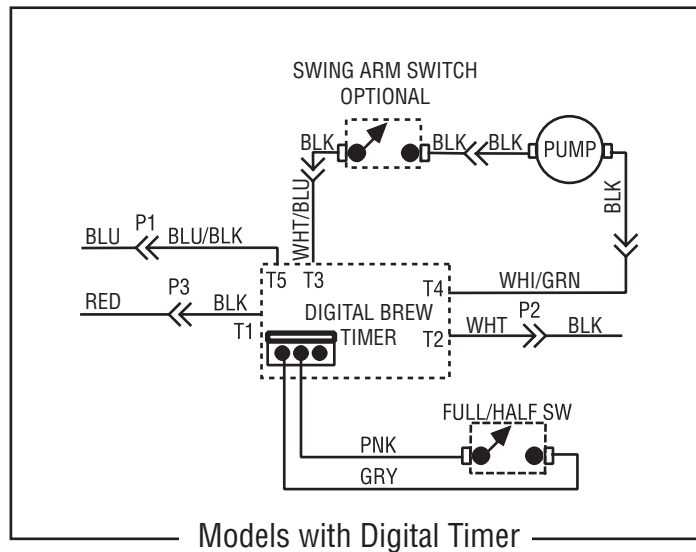 SWING ARM SWITCH
OPTIONAL
BLK
BLK
BLK
PUMP
BLK
WHT/BLU
P1
BLU
BLU/BLK
T5
T3
P3
RED
BLK
T1
T4
WHI/GRN
DIGITAL BREW
TIMER
T2
WHT
P2
BLK
FULL/HALF SW
PNK
GRY
Models with Digital Timer